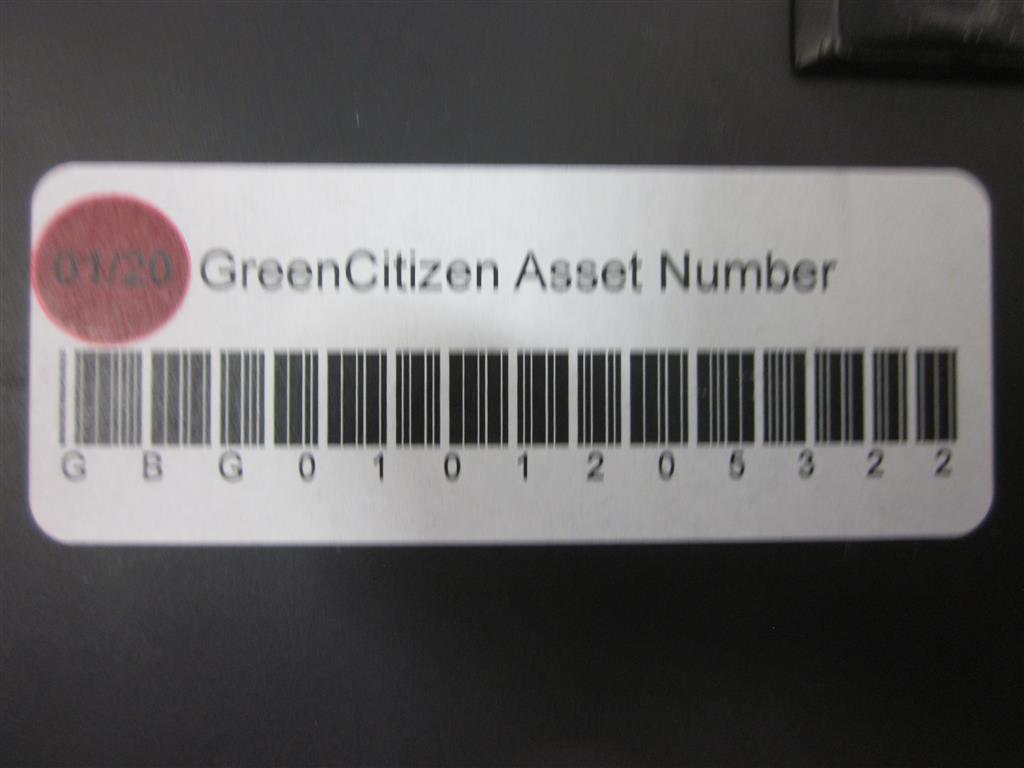 01/20 GreenCitizen Asset Number
G B G 0 1 0 1 2 0 5 3 2 2